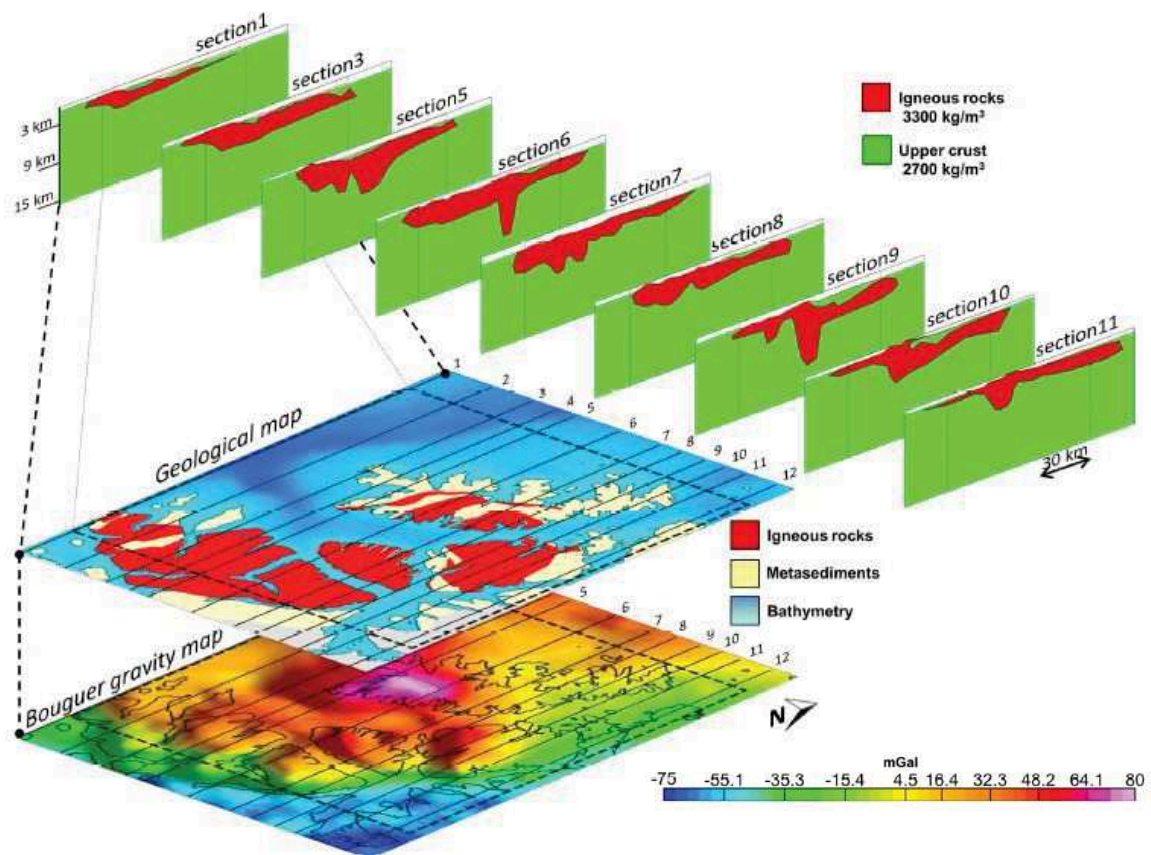 section1
section3
section5
section6
section7
section8
section9
section10
section11
3 km
9 km
15 km
Igneous rocks
3300 kg/m³
Upper crust
2700 kg/m³
30 km
Geological map
1
2
3
4
5
6
7
8
9
10
11
12
Igneous rocks
Metasediments
Bathymetry
Bouguer gravity map
5
6
7
8
9
10
11
12
N
mGal
-75 -55.1 -35.3 -15.4 4.5 16.4 32.3 48.2 64.1 80